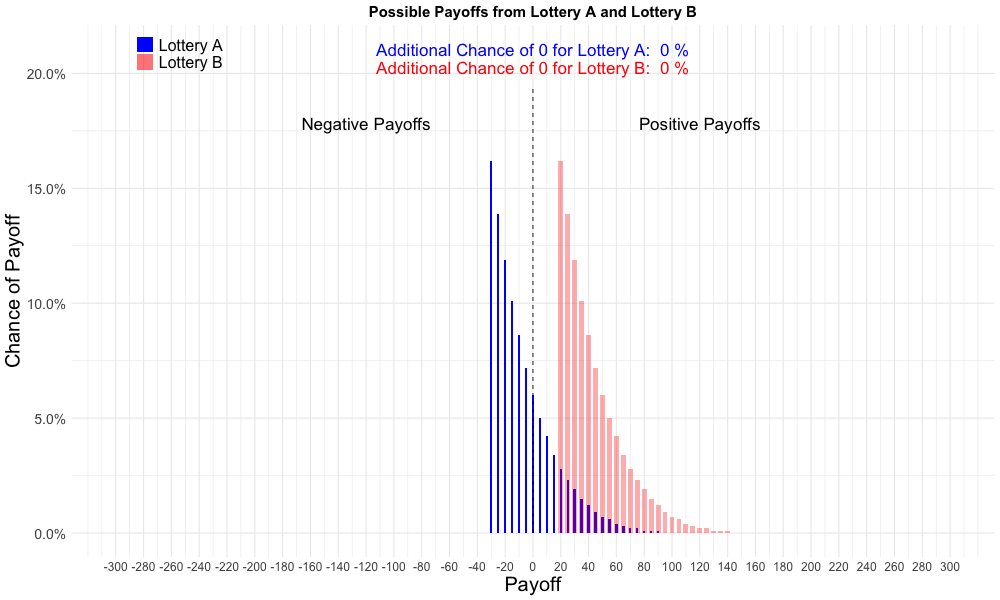 Possible Payoffs from Lottery A and Lottery B
Lottery A
Lottery B
Additional Chance of 0 for Lottery A:  0 %
Additional Chance of 0 for Lottery B:  0 %
Negative Payoffs
Positive Payoffs
Chance of Payoff
20.0%
15.0%
10.0%
5.0%
0.0%
-300 -280 -260 -240 -220 -200 -180 -160 -140 -120 -100 -80 -60 -40 -20 0 20 40 60 80 100 120 140 160 180 200 220 240 260 280 300
Payoff